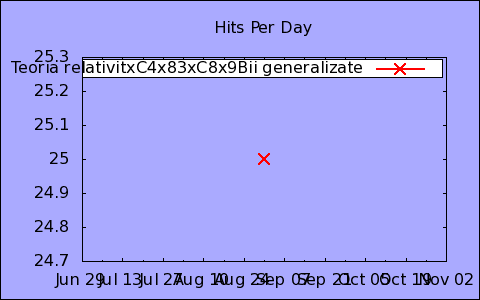 Hits Per Day
25.3
Teoria relativitxC4x83xC8x9Bii generalizate
25.2
25.1
25
24.9
24.8
24.7
Jun 29 Jul 13 Jul 27 Aug 10 Aug 24 Sep 07 Sep 21 Oct 05 Oct 19 Nov 02